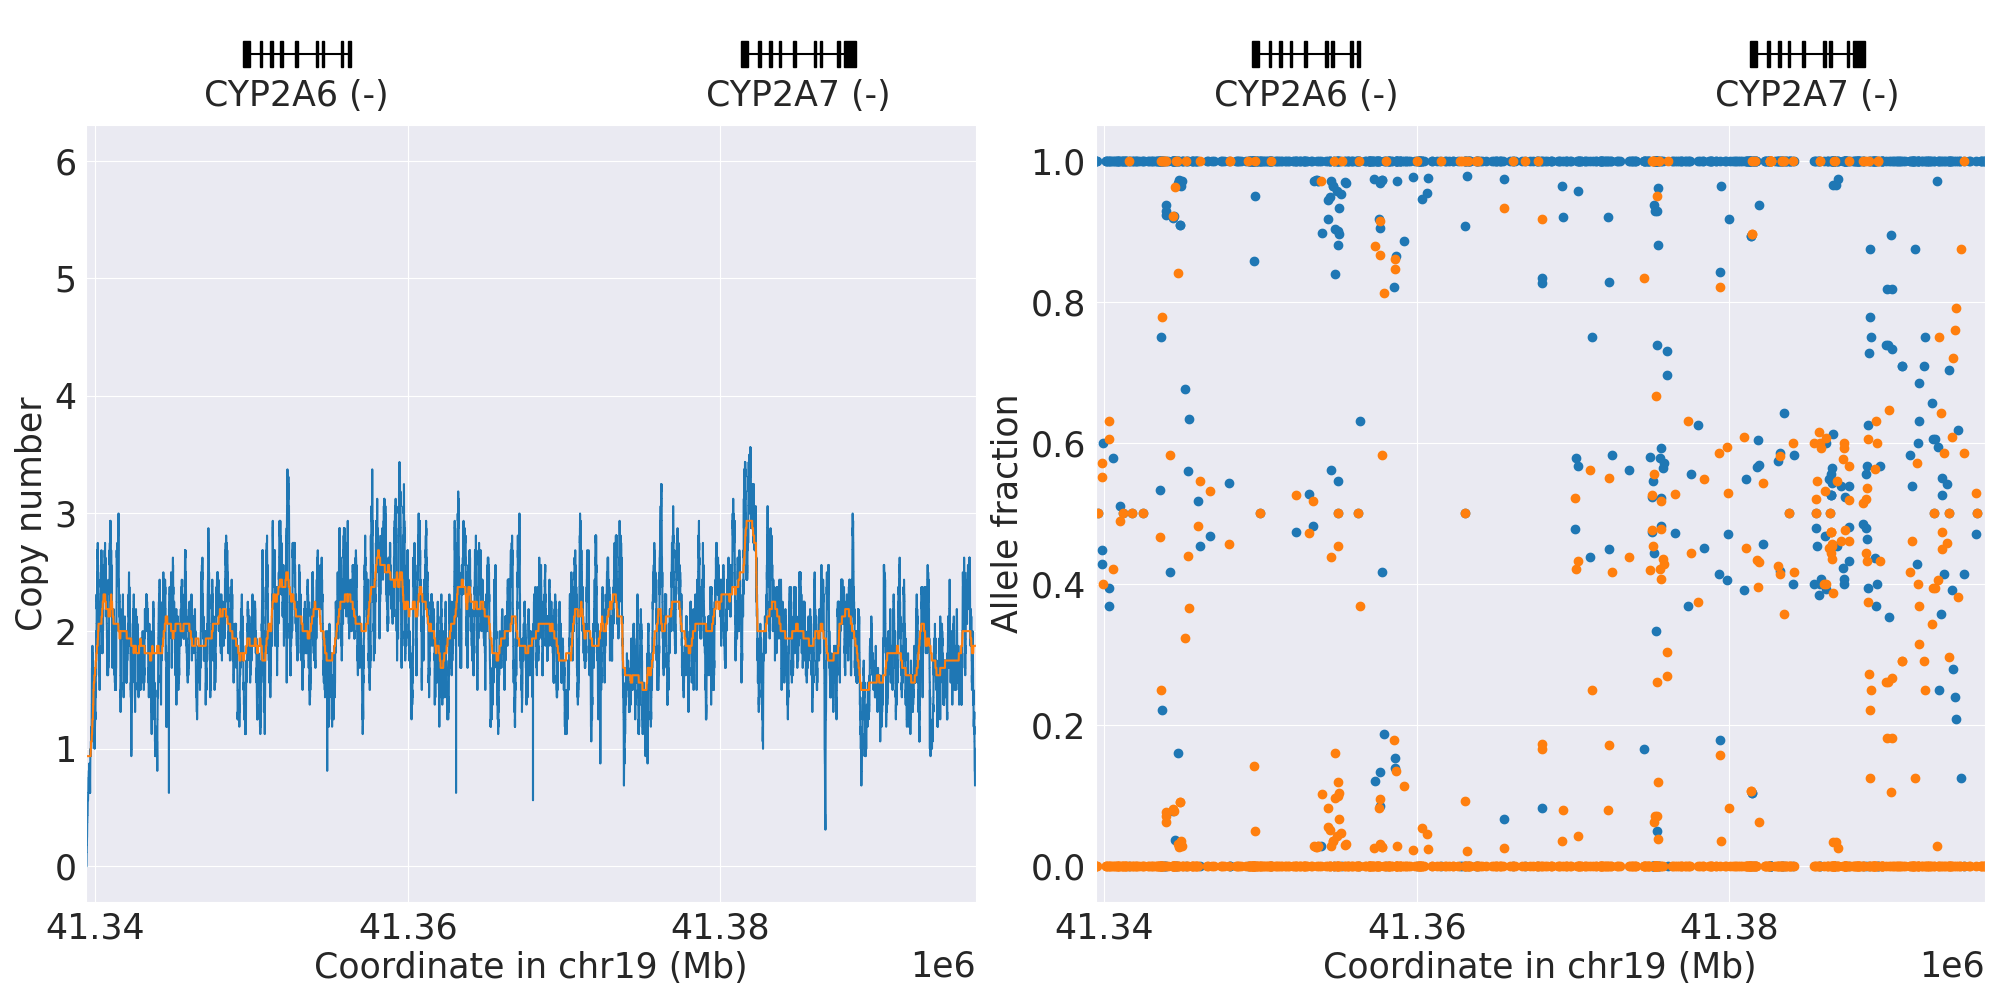 CYP2A6 (-) CYP2A7 (-)
6
5
4
3
2
1
0
Copy number
41.34 41.36 41.38
Coordinate in chr19 (Mb) 1e6
CYP2A6 (-) CYP2A7 (-)
1.0
0.8
0.6
0.4
0.2
0.0
Allele fraction
41.34 41.36 41.38
Coordinate in chr19 (Mb) 1e6